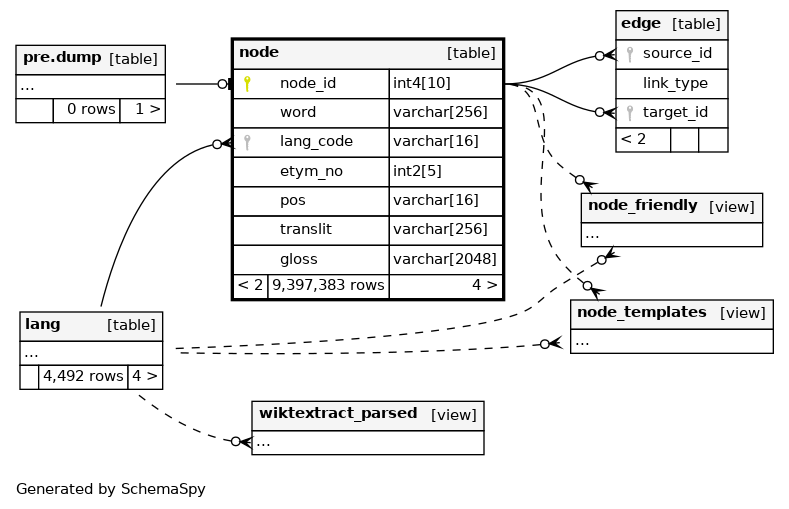 pre.dump [table]
...
0 rows 1 >
node [table]
node_id int4[10]
word varchar[256]
lang_code varchar[16]
etym_no int2[5]
pos varchar[16]
translit varchar[256]
gloss varchar[2048]
< 2 9,397,383 rows 4 >
edge [table]
source_id
link_type
target_id
< 2
node_friendly [view]
...
node_templates [view]
...
lang [table]
...
4,492 rows 4 >
wiktextract_parsed [view]
...
Generated by SchemaSpy